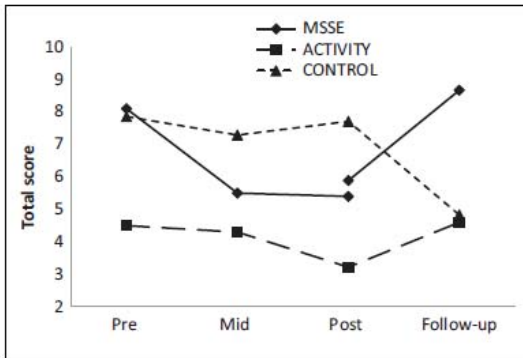 MSSE
ACTIVITY
CONTROL
10
9
8
7
6
5
4
3
2
Total score
Pre Mid Post Follow-up